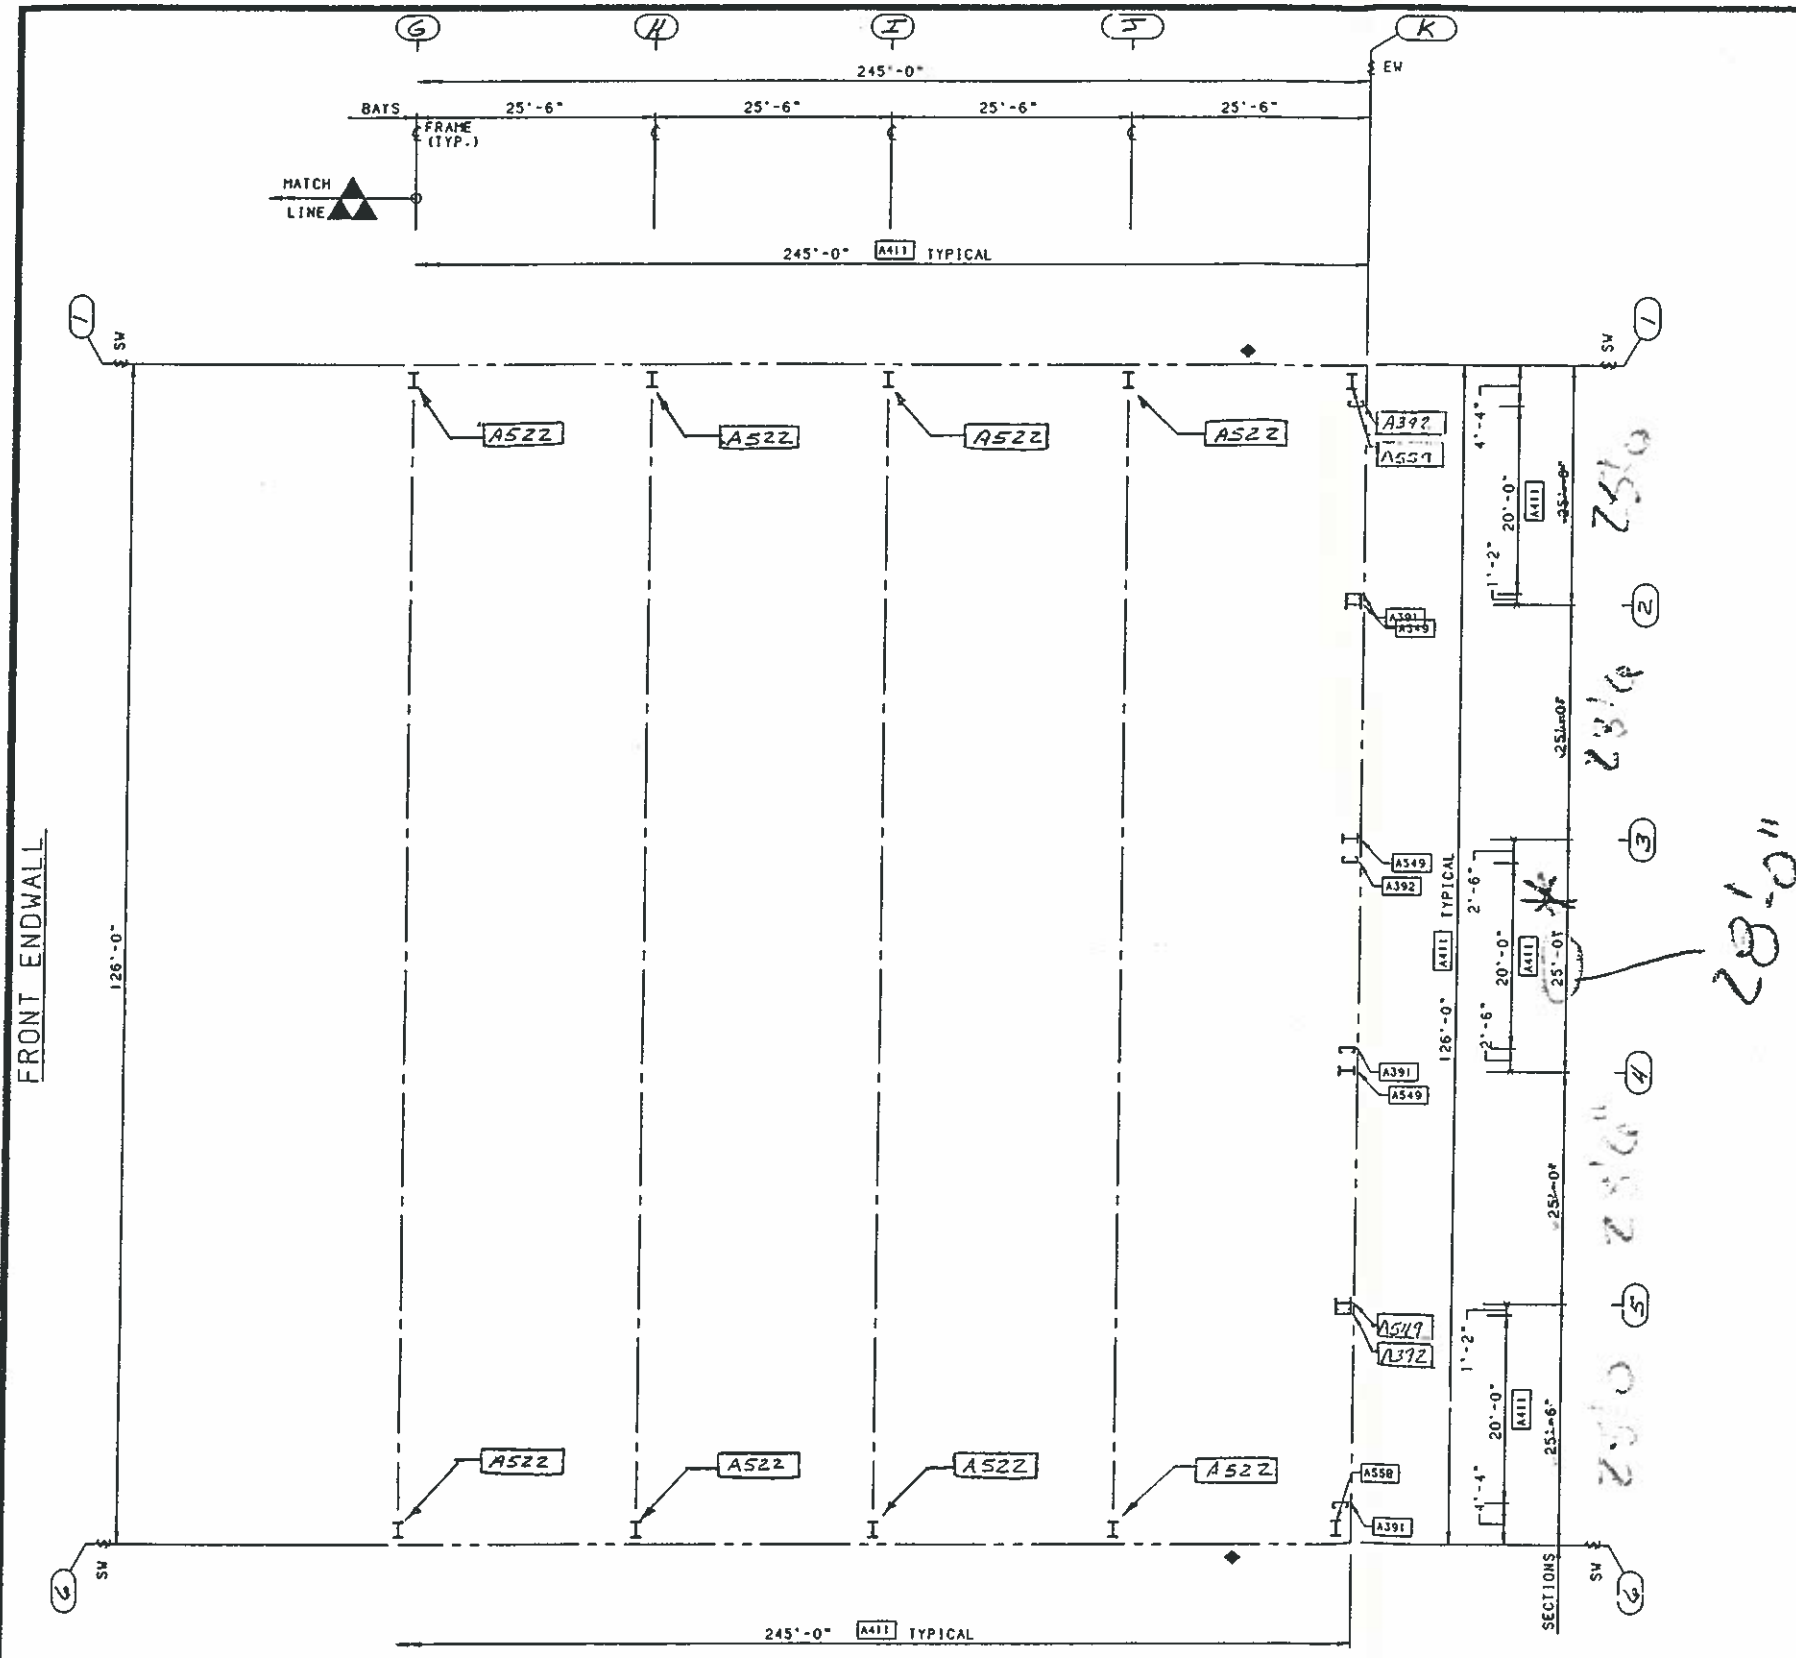 G H I J K
245'-0"
EW
BAYS 25'-6" 25'-6" 25'-6" 25'-6"
FRAME
(TYP.)
MATCH
LINE
245'-0" A411 TYPICAL
1 SW
SW 1
A522 A522 A522 A522
A392
A559
4'-4"
20'-0"
A411
1'-2"
2
A391
A549
3
A549
A392
2'-6"
20'-0"
A411
25'-0"
2'-6"
28'-0"
FRONT ENDWALL
126'-0"
126'-0" A411 TYPICAL
4
A391
A549
25'-0"
5
A549
A392
1'-2"
20'-0"
A411
25'-6"
4'-4"
A522 A522 A522 A522
A558
A391
6 SW
SECTIONS
SW 6
245'-0" A411 TYPICAL